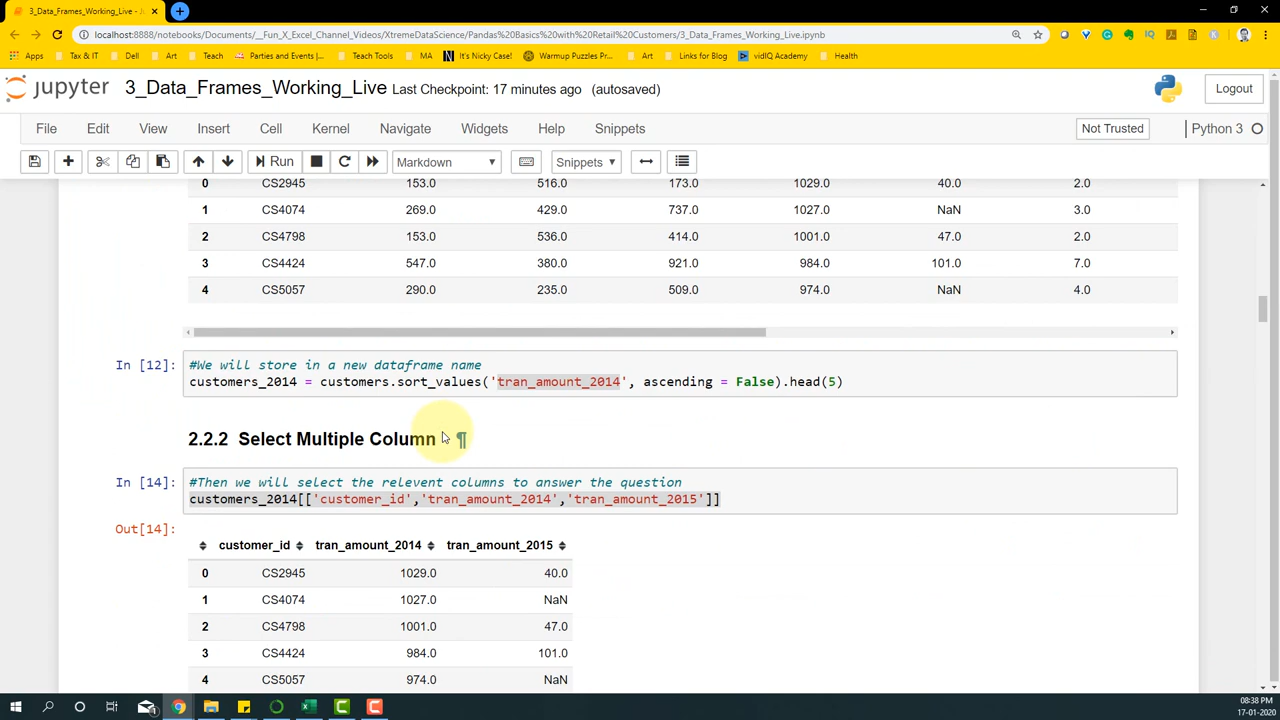 3_Data_Frames_Working_Live - Ju
localhost:8888/notebooks/Documents/__Fun_X_Excel_Channel_Videos/XtremeDataScience/Pandas%20Basics%20with%20Retail%20Customers/3_Data_Frames_Working_Live.ipynb
Apps Tax & IT Dell Art Teach Parties and Events |... Teach Tools MA It's Nicky Case! Warmup Puzzles Pr... Art Links for Blog vidIQ Academy Health
jupyter 3_Data_Frames_Working_Live Last Checkpoint: 17 minutes ago (autosaved) Logout
File Edit View Insert Cell Kernel Navigate Widgets Help Snippets Not Trusted Python 3
Run Markdown Snippets
0 CS2945 153.0 516.0 173.0 1029.0 40.0 2.0
1 CS4074 269.0 429.0 737.0 1027.0 NaN 3.0
2 CS4798 153.0 536.0 414.0 1001.0 47.0 2.0
3 CS4424 547.0 380.0 921.0 984.0 101.0 7.0
4 CS5057 290.0 235.0 509.0 974.0 NaN 4.0
In [12]: #We will store in a new dataframe name
customers_2014 = customers.sort_values('tran_amount_2014', ascending = False).head(5)
2.2.2 Select Multiple Column ¶
In [14]: #Then we will select the relevent columns to answer the question
customers_2014[['customer_id','tran_amount_2014','tran_amount_2015']]
Out[14]:
customer_id tran_amount_2014 tran_amount_2015
0 CS2945 1029.0 40.0
1 CS4074 1027.0 NaN
2 CS4798 1001.0 47.0
3 CS4424 984.0 101.0
4 CS5057 974.0 NaN
08:38 PM
17-01-2020